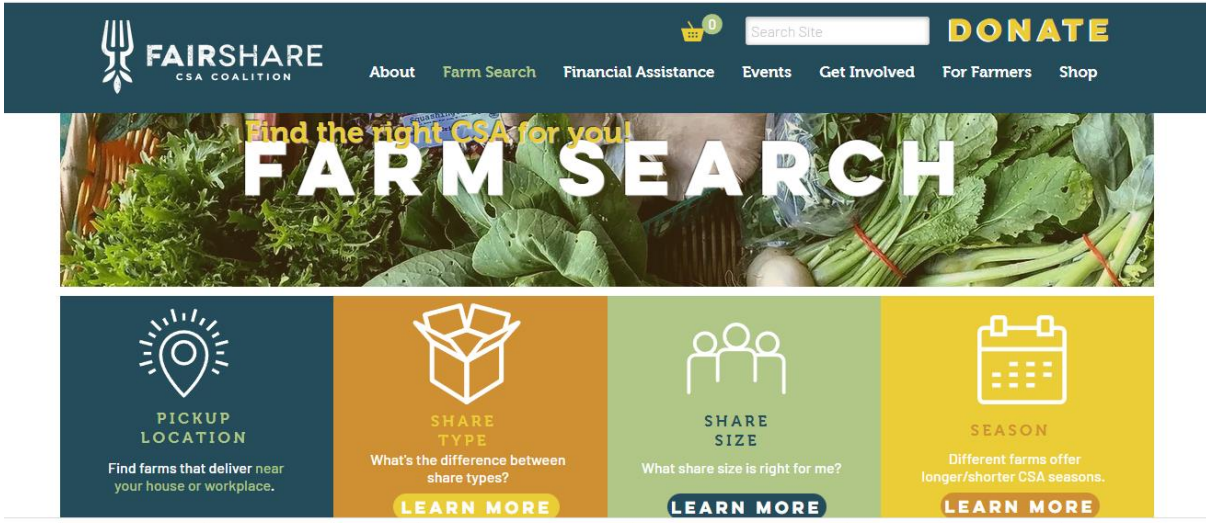 FAIRSHARE
CSA COALITION
0
Search Site
DONATE
About Farm Search Financial Assistance Events Get Involved For Farmers Shop
Find the right CSA for you!
FARM SEARCH
PICKUP
LOCATION
Find farms that deliver near
your house or workplace.
SHARE
TYPE
What's the difference between
share types?
LEARN MORE
SHARE
SIZE
What share size is right for me?
LEARN MORE
SEASON
Different farms offer
longer/shorter CSA seasons.
LEARN MORE